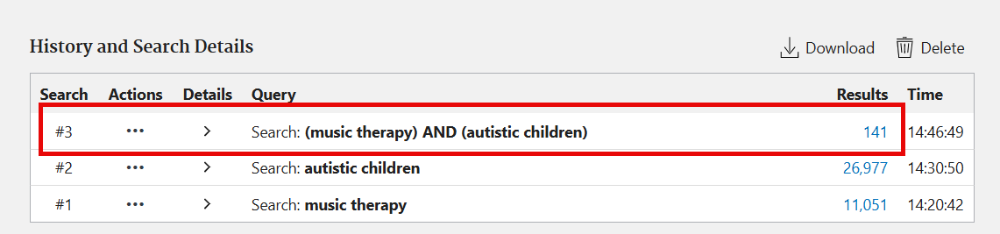 History and Search Details Download Delete
Search Actions Details Query Results Time
#3 ••• > Search: (music therapy) AND (autistic children) 141 14:46:49
#2 ••• > Search: autistic children 26,977 14:30:50
#1 ••• > Search: music therapy 11,051 14:20:42